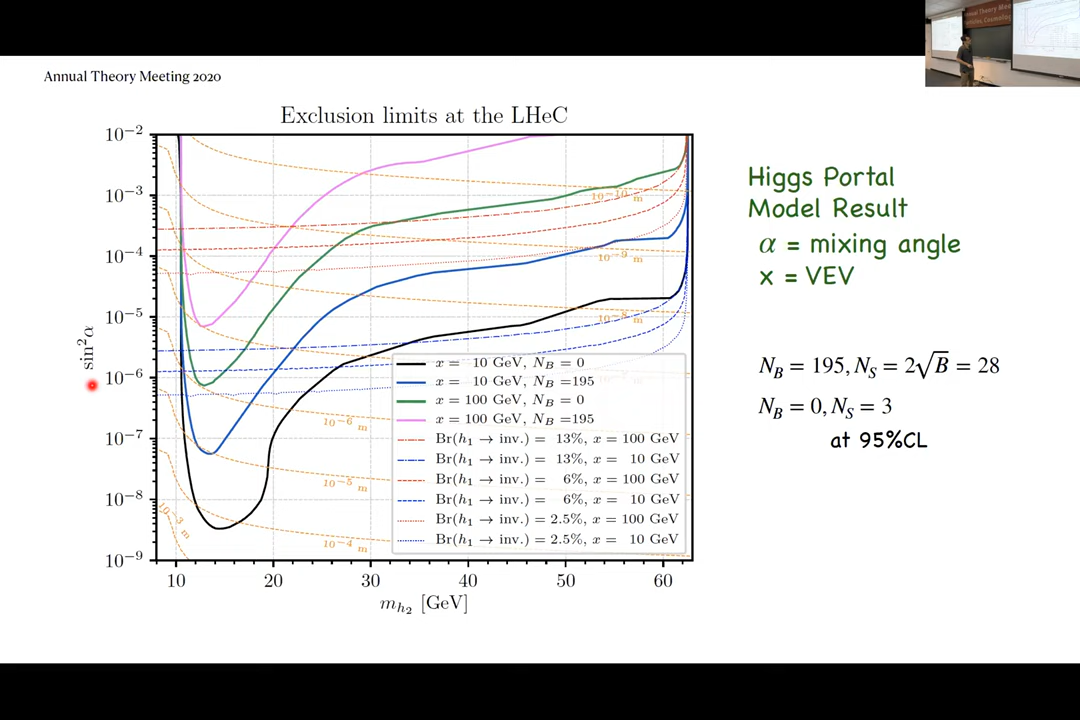 Annual Theory Meeting 2020
Exclusion limits at the LHeC
10⁻²
10⁻³
10⁻⁴
10⁻⁵
10⁻⁶
10⁻⁷
10⁻⁸
10⁻⁹
sin²α
10⁻¹⁰ m
10⁻⁹ m
10⁻⁸ m
10⁻⁶ m
10⁻⁵ m
10⁻⁴ m
10⁻³ m
x = 10 GeV, N_B = 0
x = 10 GeV, N_B =195
x = 100 GeV, N_B = 0
x = 100 GeV, N_B =195
Br(h₁ → inv.) = 13%, x = 100 GeV
Br(h₁ → inv.) = 13%, x = 10 GeV
Br(h₁ → inv.) = 6%, x = 100 GeV
Br(h₁ → inv.) = 6%, x = 10 GeV
Br(h₁ → inv.) = 2.5%, x = 100 GeV
Br(h₁ → inv.) = 2.5%, x = 10 GeV
10 20 30 40 50 60
m_h₂ [GeV]
Higgs Portal
Model Result
α = mixing angle
x = VEV
N_B = 195, N_S = 2√B = 28
N_B = 0, N_S = 3
at 95%CL